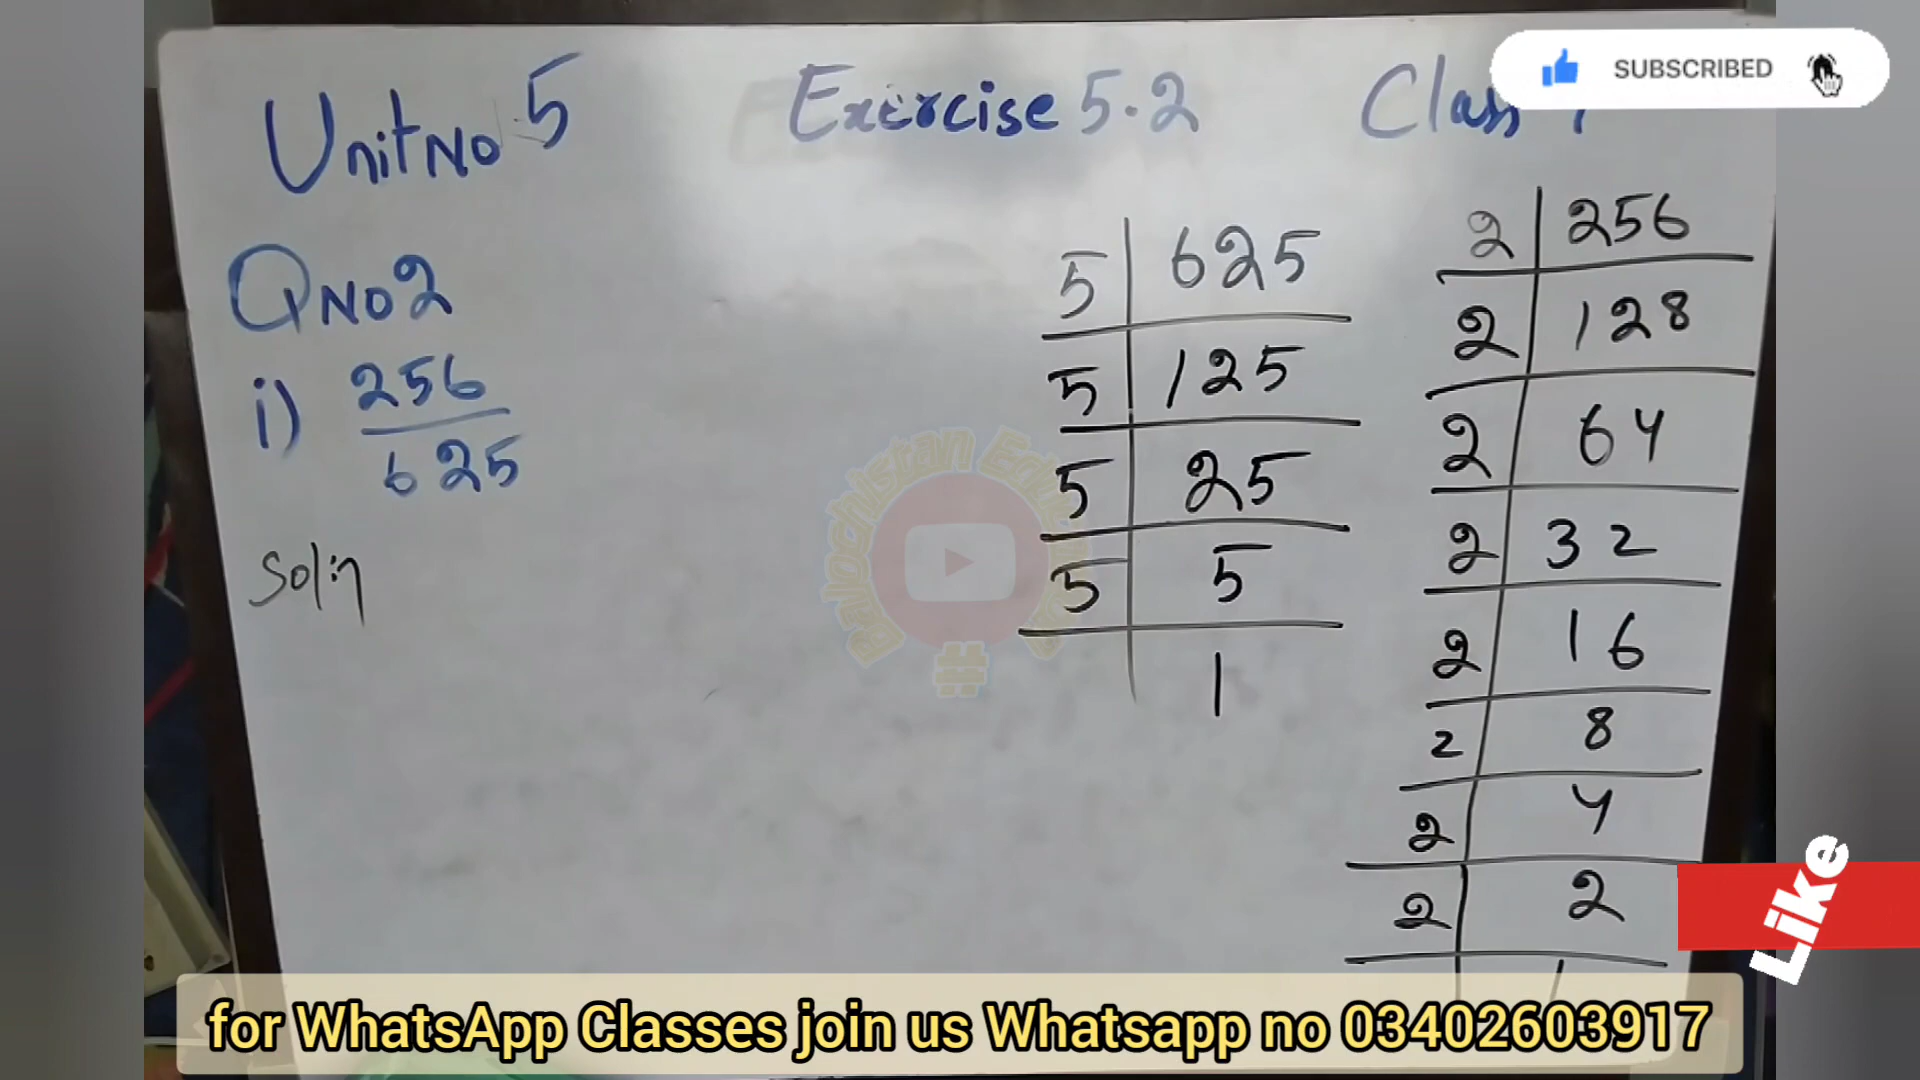 SUBSCRIBED
Unit No 5 Exercise 5.2 Class
Q No 2
i) 256
625
Sol:
5 | 625
5 | 125
5 | 25
5 | 5
1
2 | 256
2 | 128
2 | 64
2 | 32
2 | 16
2 | 8
2 | 4
2 | 2
1
#
Like
for WhatsApp Classes join us Whatsapp no 03402603917